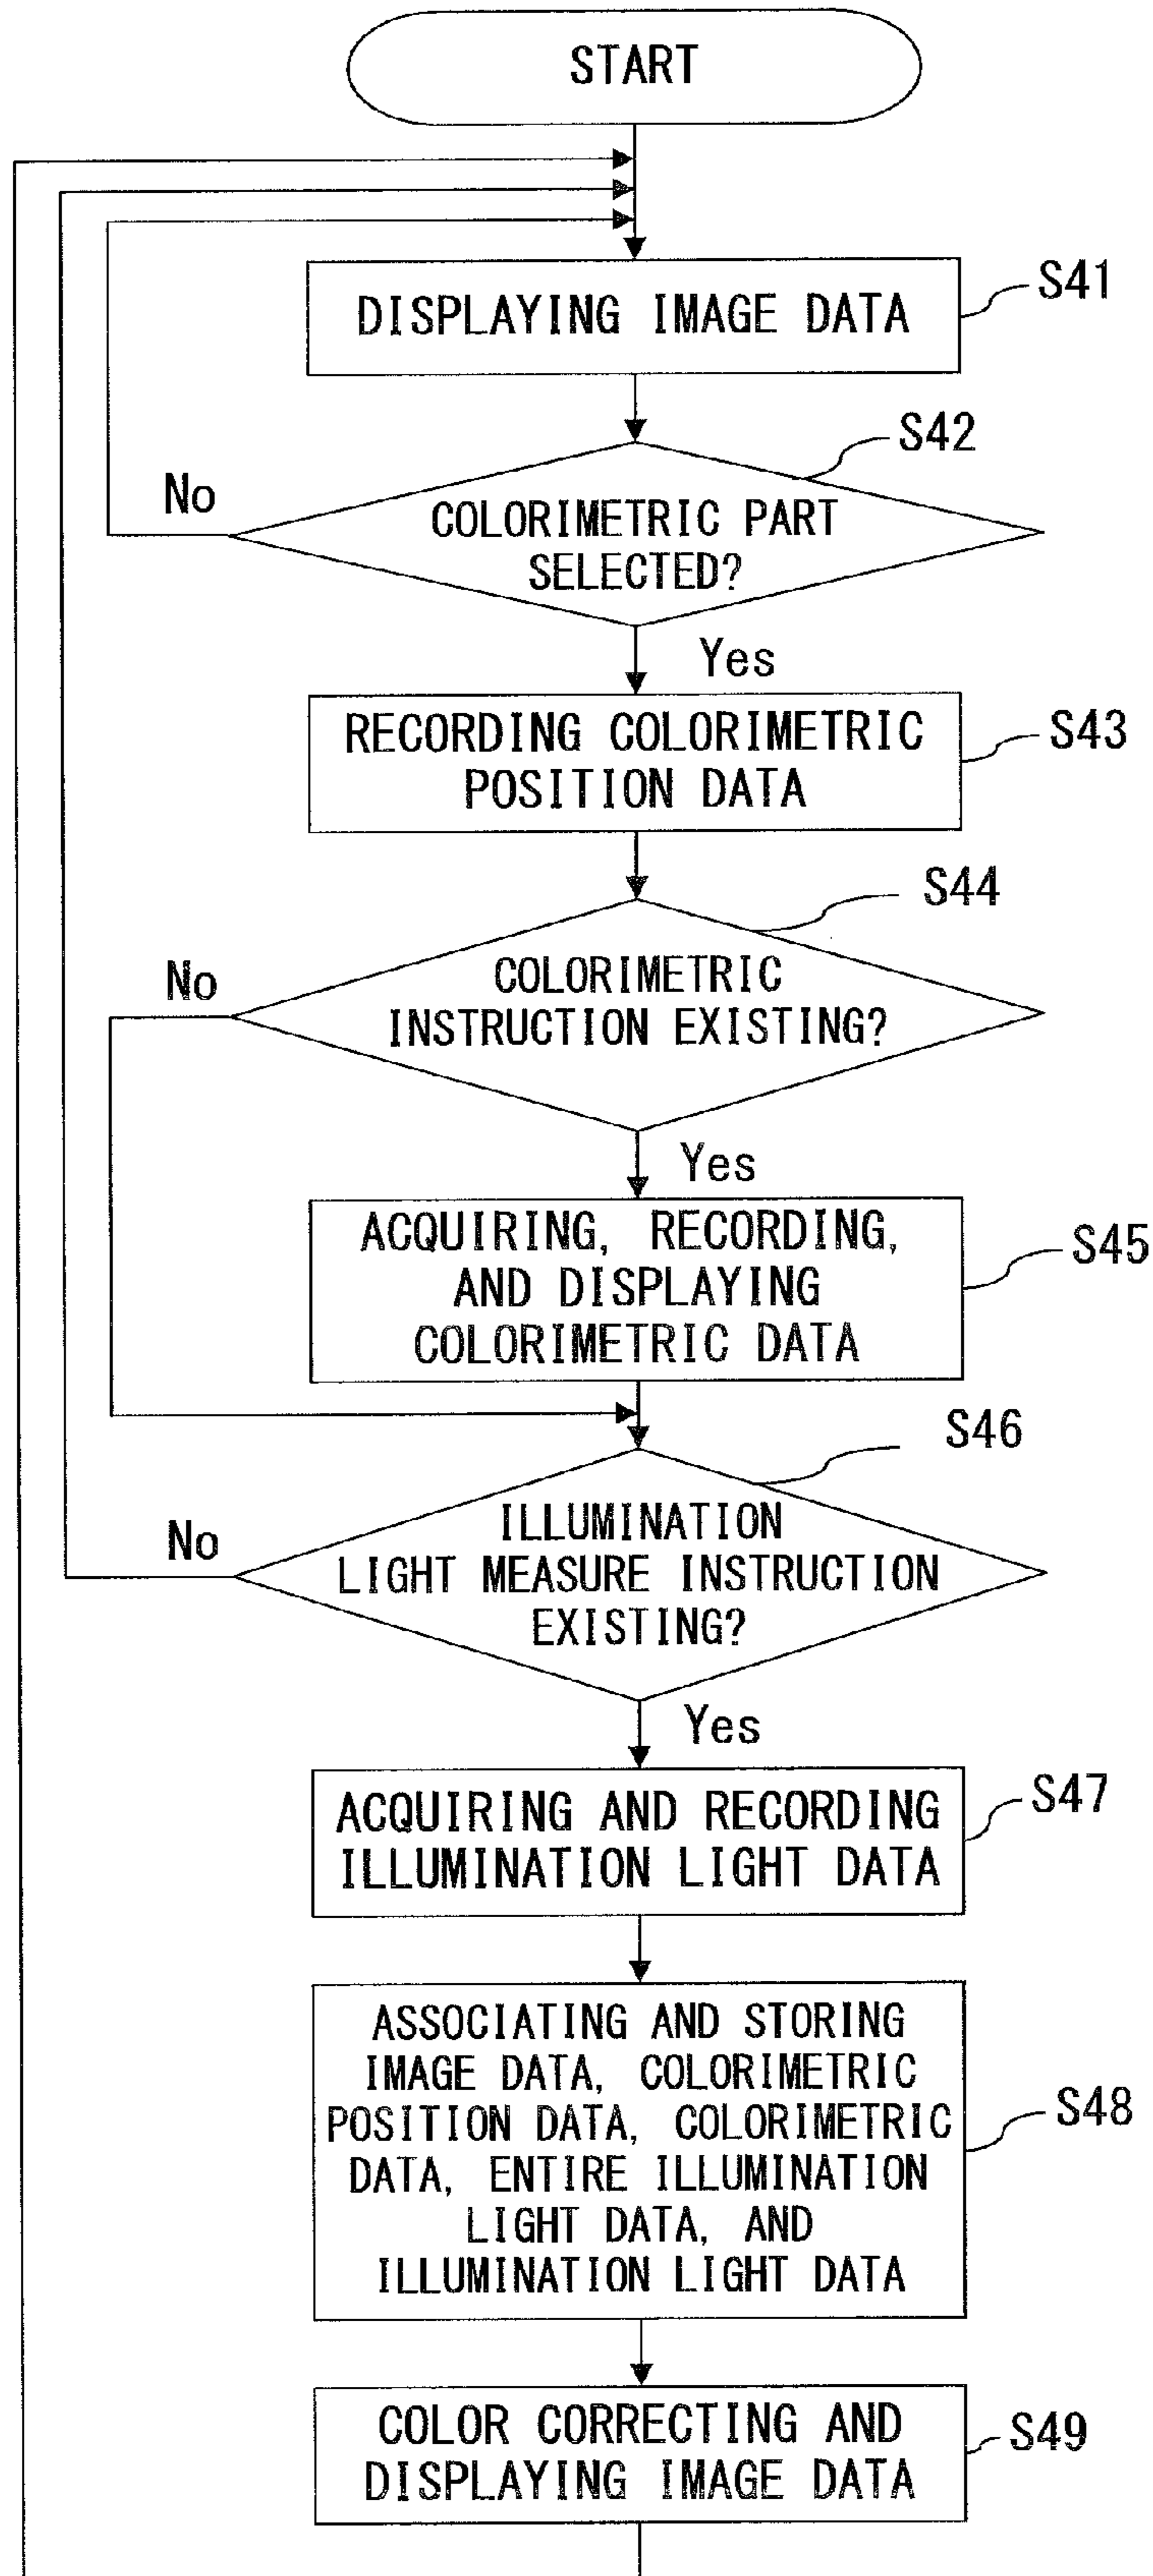 START
DISPLAYING IMAGE DATA
S41
S42
No
COLORIMETRIC PART
SELECTED?
Yes
RECORDING COLORIMETRIC
POSITION DATA
S43
S44
No
COLORIMETRIC
INSTRUCTION EXISTING?
Yes
ACQUIRING, RECORDING,
AND DISPLAYING
COLORIMETRIC DATA
S45
S46
No
ILLUMINATION
LIGHT MEASURE INSTRUCTION
EXISTING?
Yes
ACQUIRING AND RECORDING
ILLUMINATION LIGHT DATA
S47
ASSOCIATING AND STORING
IMAGE DATA, COLORIMETRIC
POSITION DATA, COLORIMETRIC
DATA, ENTIRE ILLUMINATION
LIGHT DATA, AND
ILLUMINATION LIGHT DATA
S48
COLOR CORRECTING AND
DISPLAYING IMAGE DATA
S49